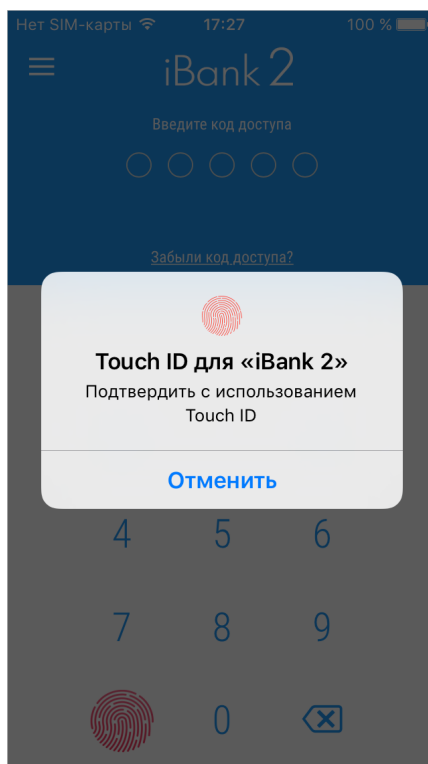 Нет SIM-карты 17:27 100 %
iBank 2
Введите код доступа
Забыли код доступа?
Touch ID для «iBank 2»
Подтвердить с использованием
Touch ID
Отменить
4 5 6
7 8 9
0